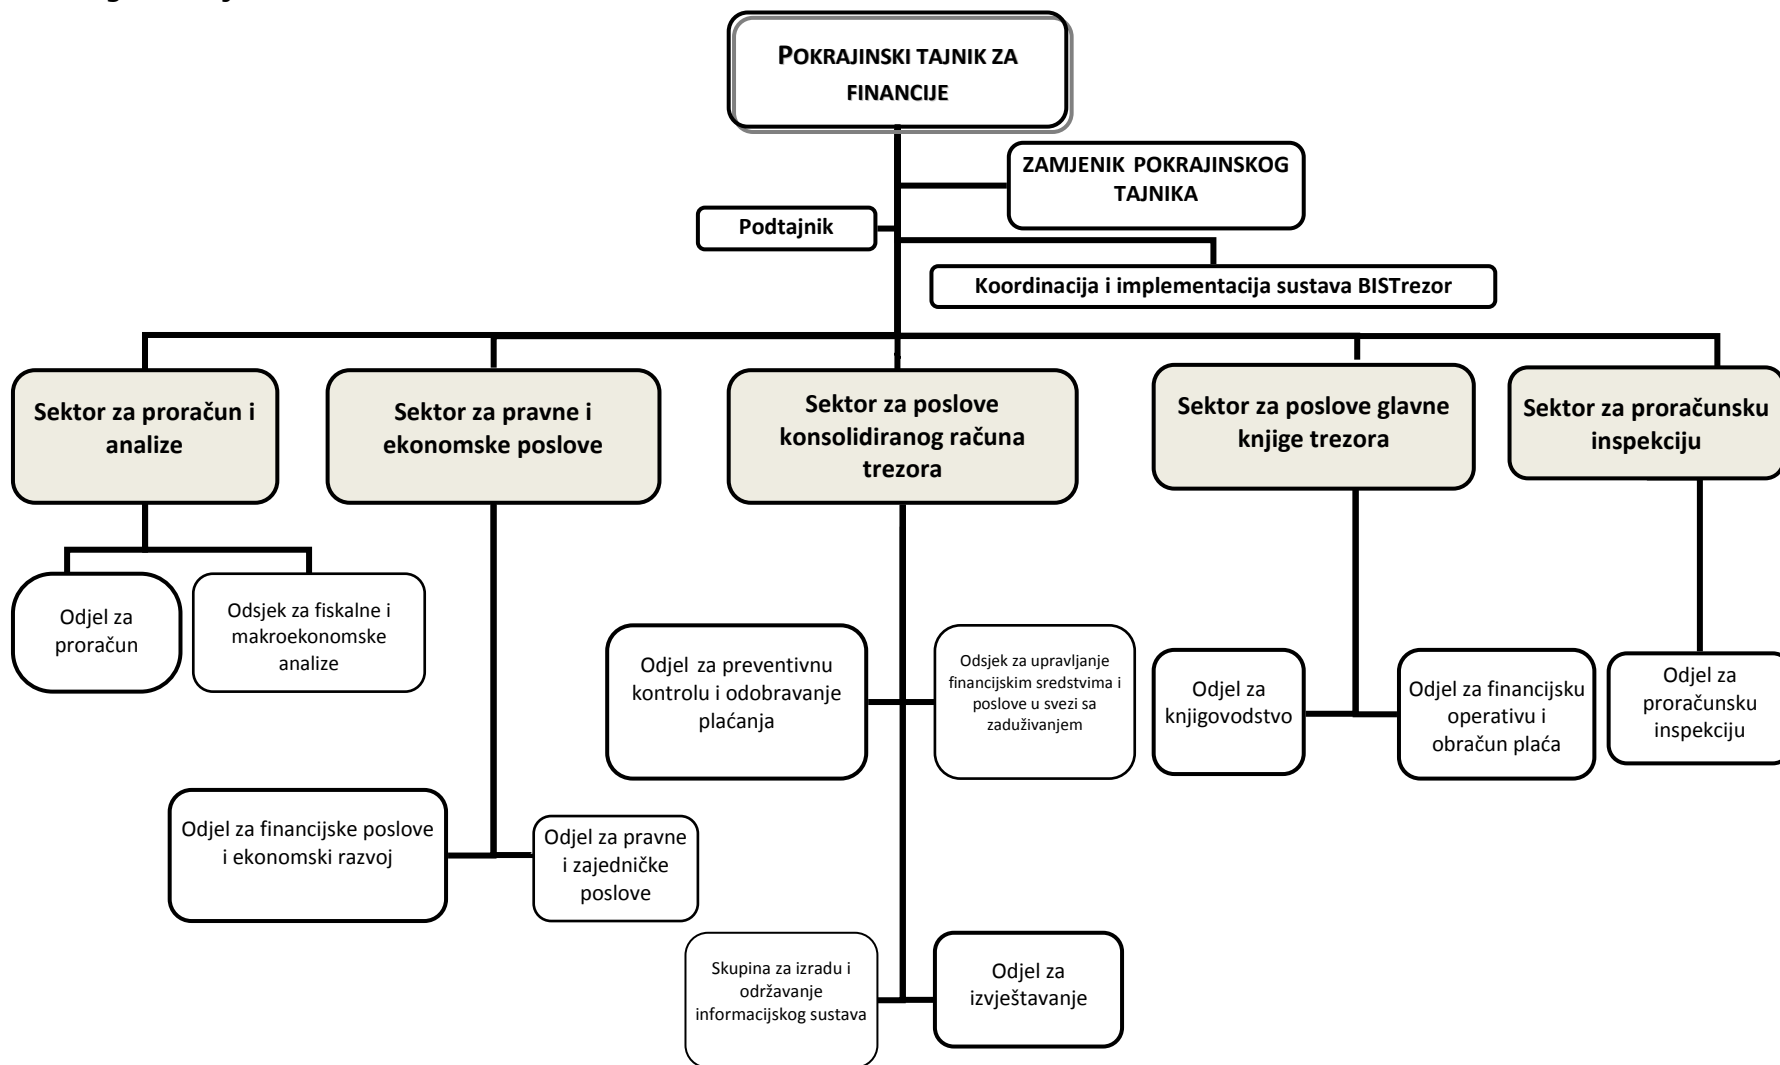 POKRAJINSKI TAJNIK ZA
FINANCIJE
ZAMJENIK POKRAJINSKOG
TAJNIKA
Podtajnik
Koordinacija i implementacija sustava BISTrezor
Sektor za proračun i
analize
Sektor za pravne i
ekonomske poslove
Sektor za poslove
konsolidiranog računa
trezora
Sektor za poslove glavne
knjige trezora
Sektor za proračunsku
inspekciju
Odjel za
proračun
Odsjek za fiskalne i
makroekonomske
analize
Odjel za preventivnu
kontrolu i odobravanje
plaćanja
Odsjek za upravljanje
financijskim sredstvima i
poslove u svezi sa
zaduživanjem
Odjel za
knjigovodstvo
Odjel za financijsku
operativu i
obračun plaća
Odjel za
proračunsku
inspekciju
Odjel za financijske poslove
i ekonomski razvoj
Odjel za pravne
i zajedničke
poslove
Skupina za izradu i
održavanje
informacijskog sustava
Odjel za
izvještavanje